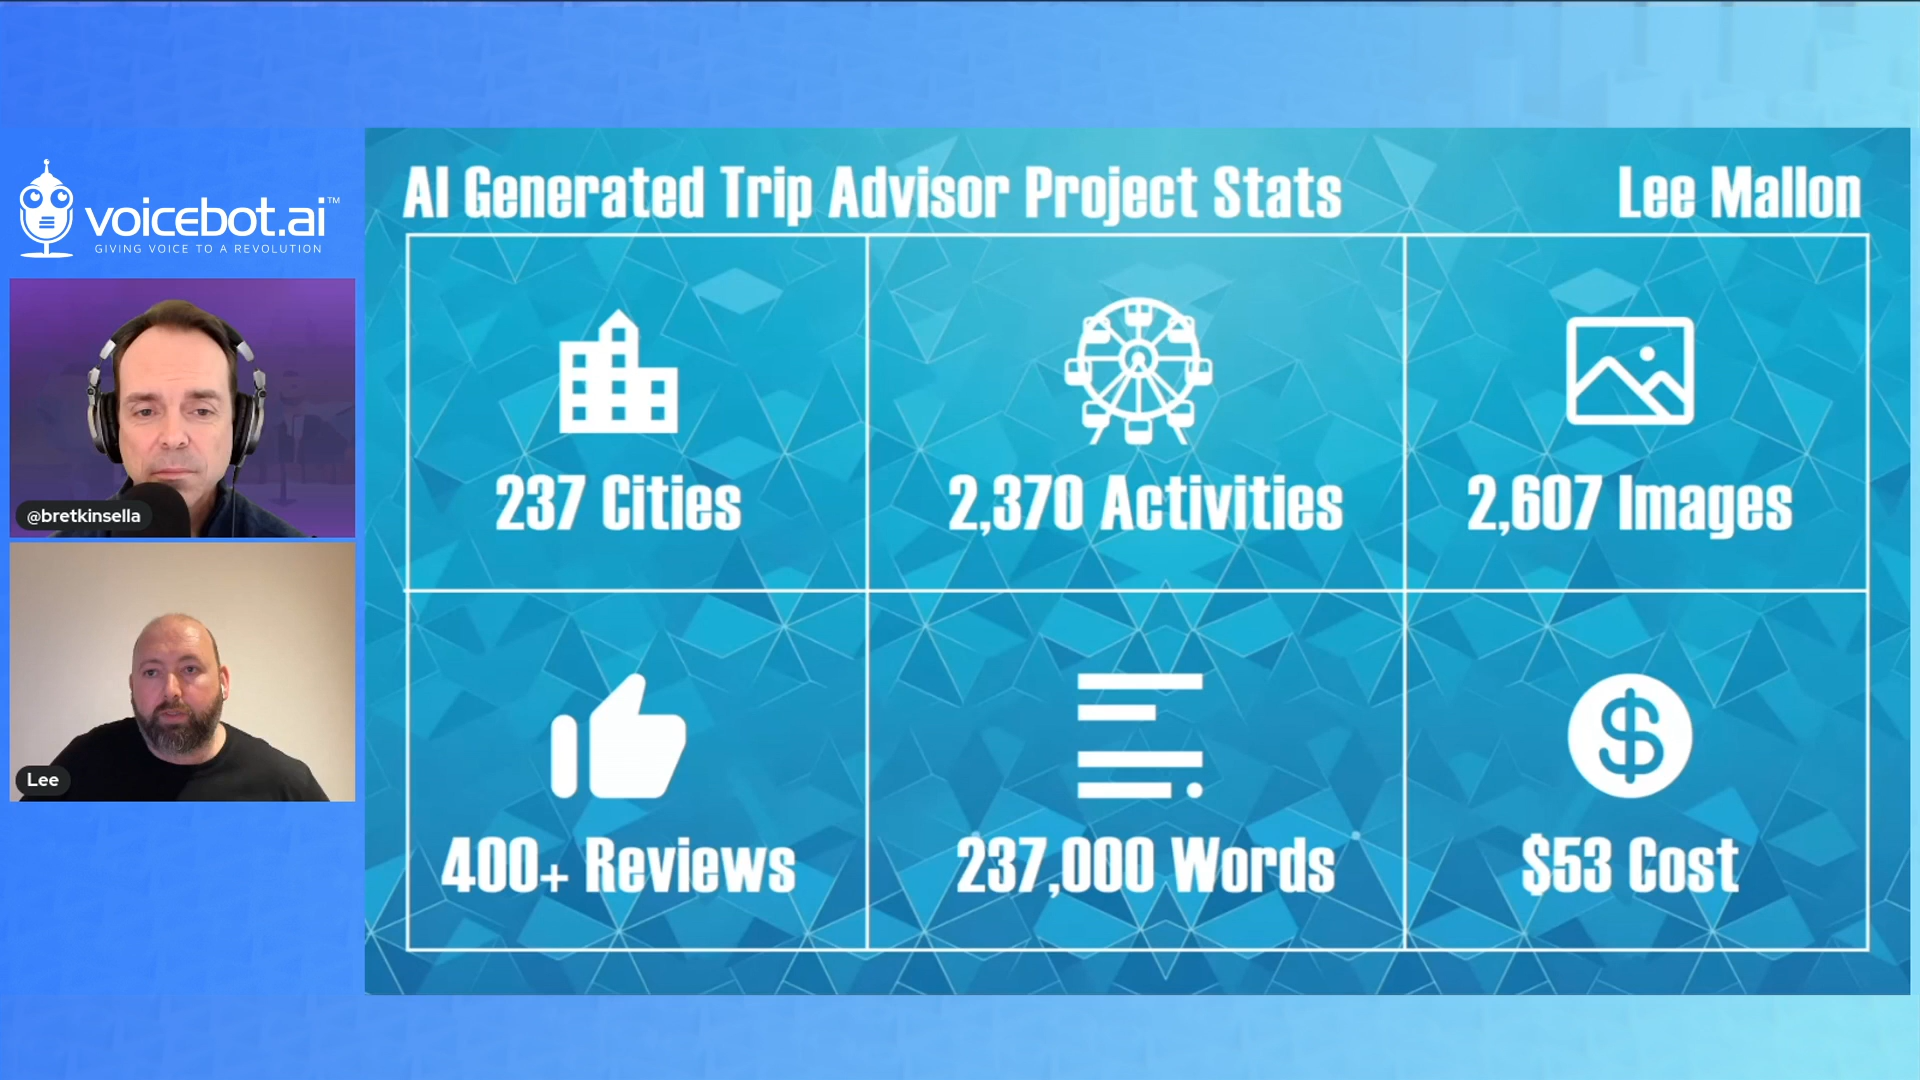 voicebot.ai™
GIVING VOICE TO A REVOLUTION
@bretkinsella
Lee
AI Generated Trip Advisor Project Stats
Lee Mallon
237 Cities
2,370 Activities
2,607 Images
400+ Reviews
237,000 Words
$53 Cost